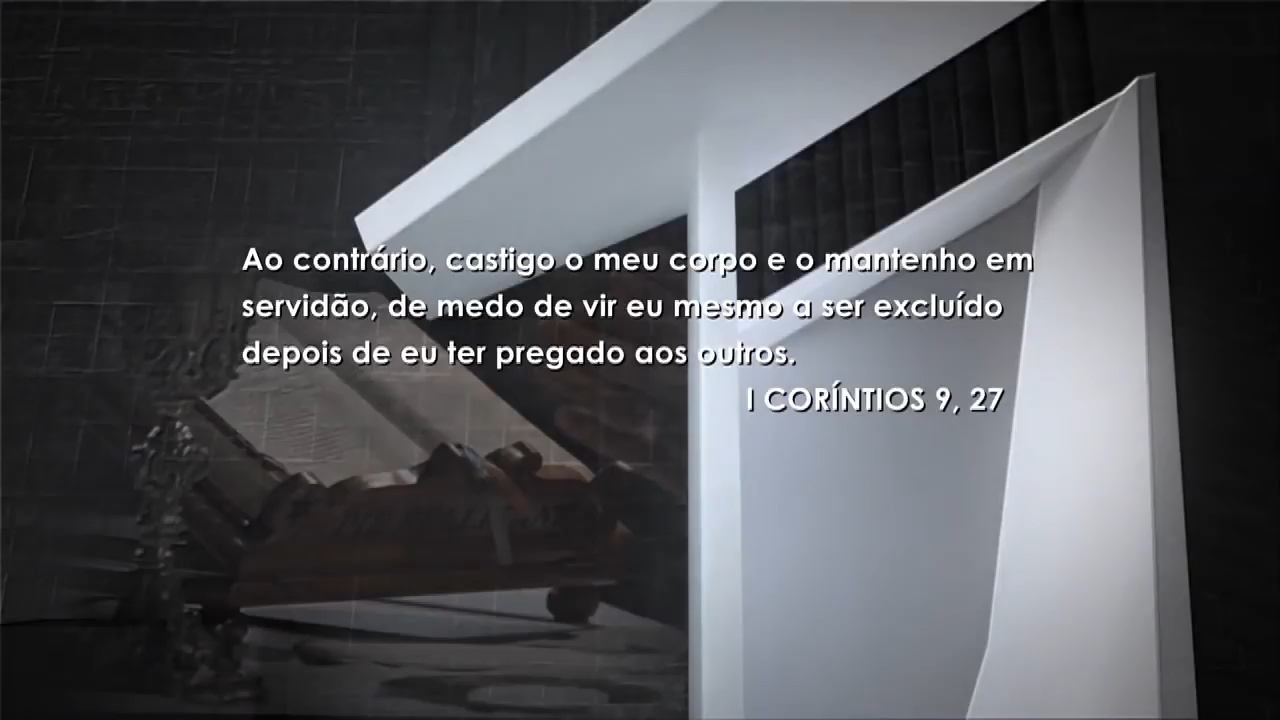 Ao contrário, castigo o meu corpo e o mantenho em
servidão, de medo de vir eu mesmo a ser excluído
depois de eu ter pregado aos outros.
I CORÍNTIOS 9, 27